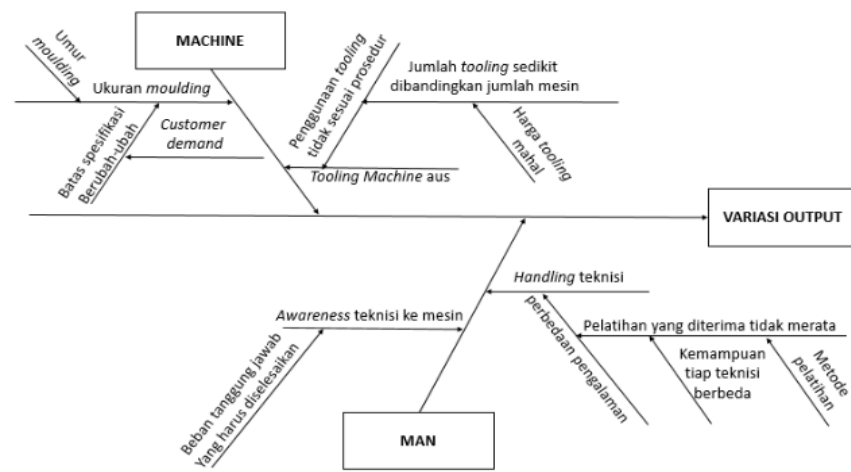 MACHINE
Umur
moulding
Ukuran moulding
Batas spesifikasi
Berubah-ubah
Customer
demand
Penggunaan tooling
tidak sesuai prosedur
Jumlah tooling sedikit
dibandingkan jumlah mesin
Harga tooling
mahal
Tooling Machine aus
VARIASI OUTPUT
Handling teknisi
Awareness teknisi ke mesin
perbedaan pengalaman
Pelatihan yang diterima tidak merata
Kemampuan
tiap teknisi
berbeda
Metode
pelatihan
Beban tanggung jawab
Yang harus diselesaikan
MAN